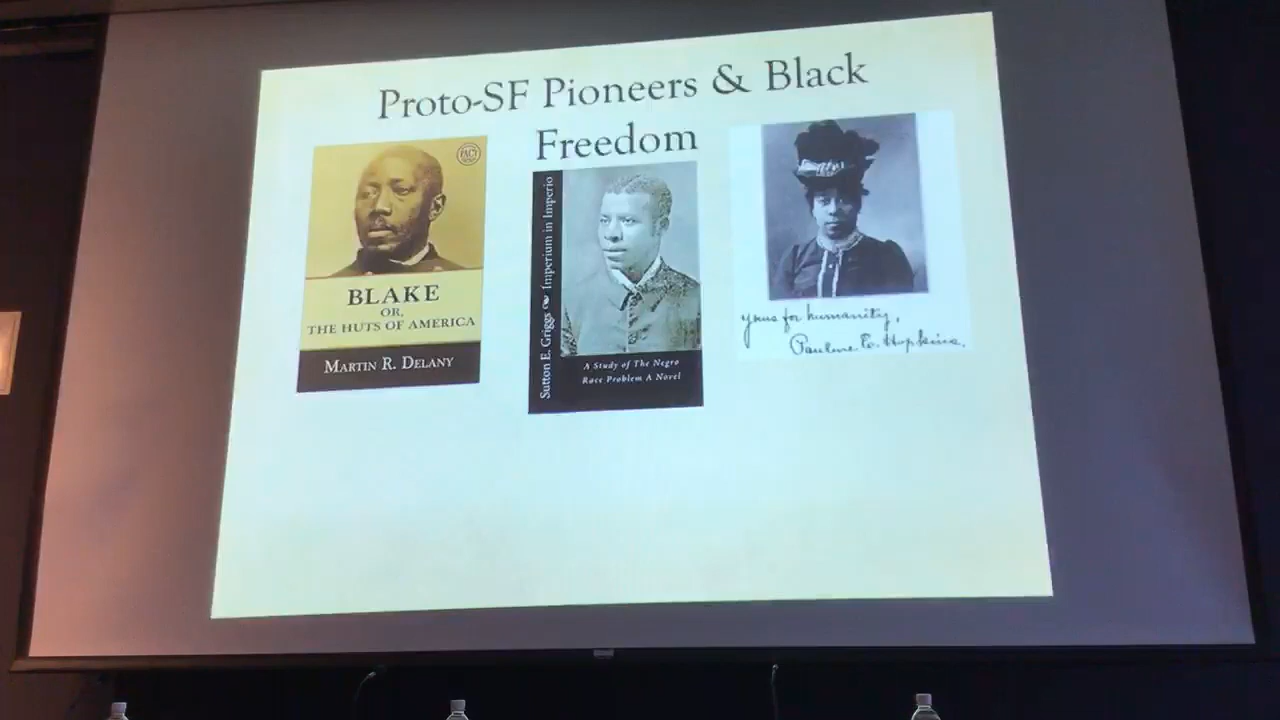 Proto-SF Pioneers & Black
Freedom
BLAKE
OR,
THE HUTS OF AMERICA
MARTIN R. DELANY
Sutton E. Griggs Imperium in Imperio
A Study of The Negro
Race Problem A Novel
yours for humanity,
Pauline E. Hopkins.